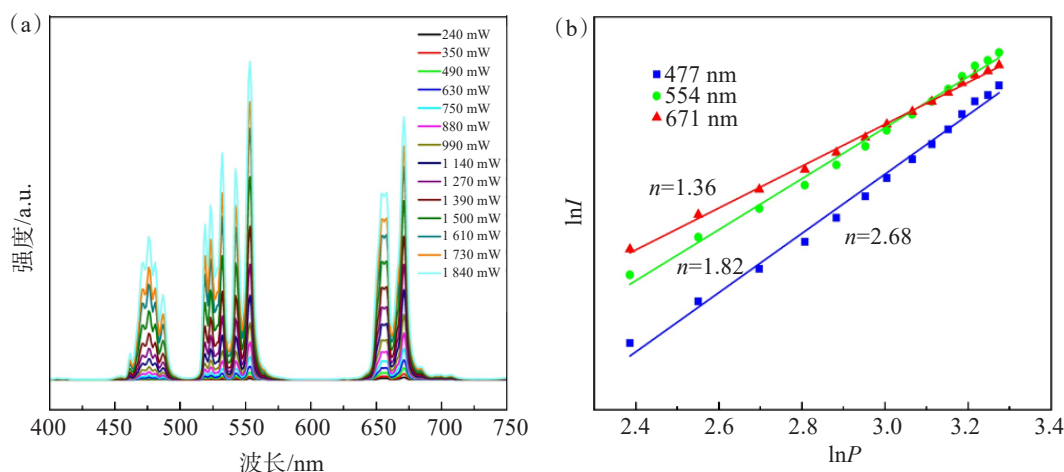 (a)
240 mW
350 mW
490 mW
630 mW
750 mW
880 mW
990 mW
1 140 mW
1 270 mW
1 390 mW
1 500 mW
1 610 mW
1 730 mW
1 840 mW
强度/a.u.
400 450 500 550 600 650 700 750
波长/nm
(b)
477 nm
554 nm
671 nm
n=1.36
n=2.68
n=1.82
lnI
2.4 2.6 2.8 3.0 3.2 3.4
lnP